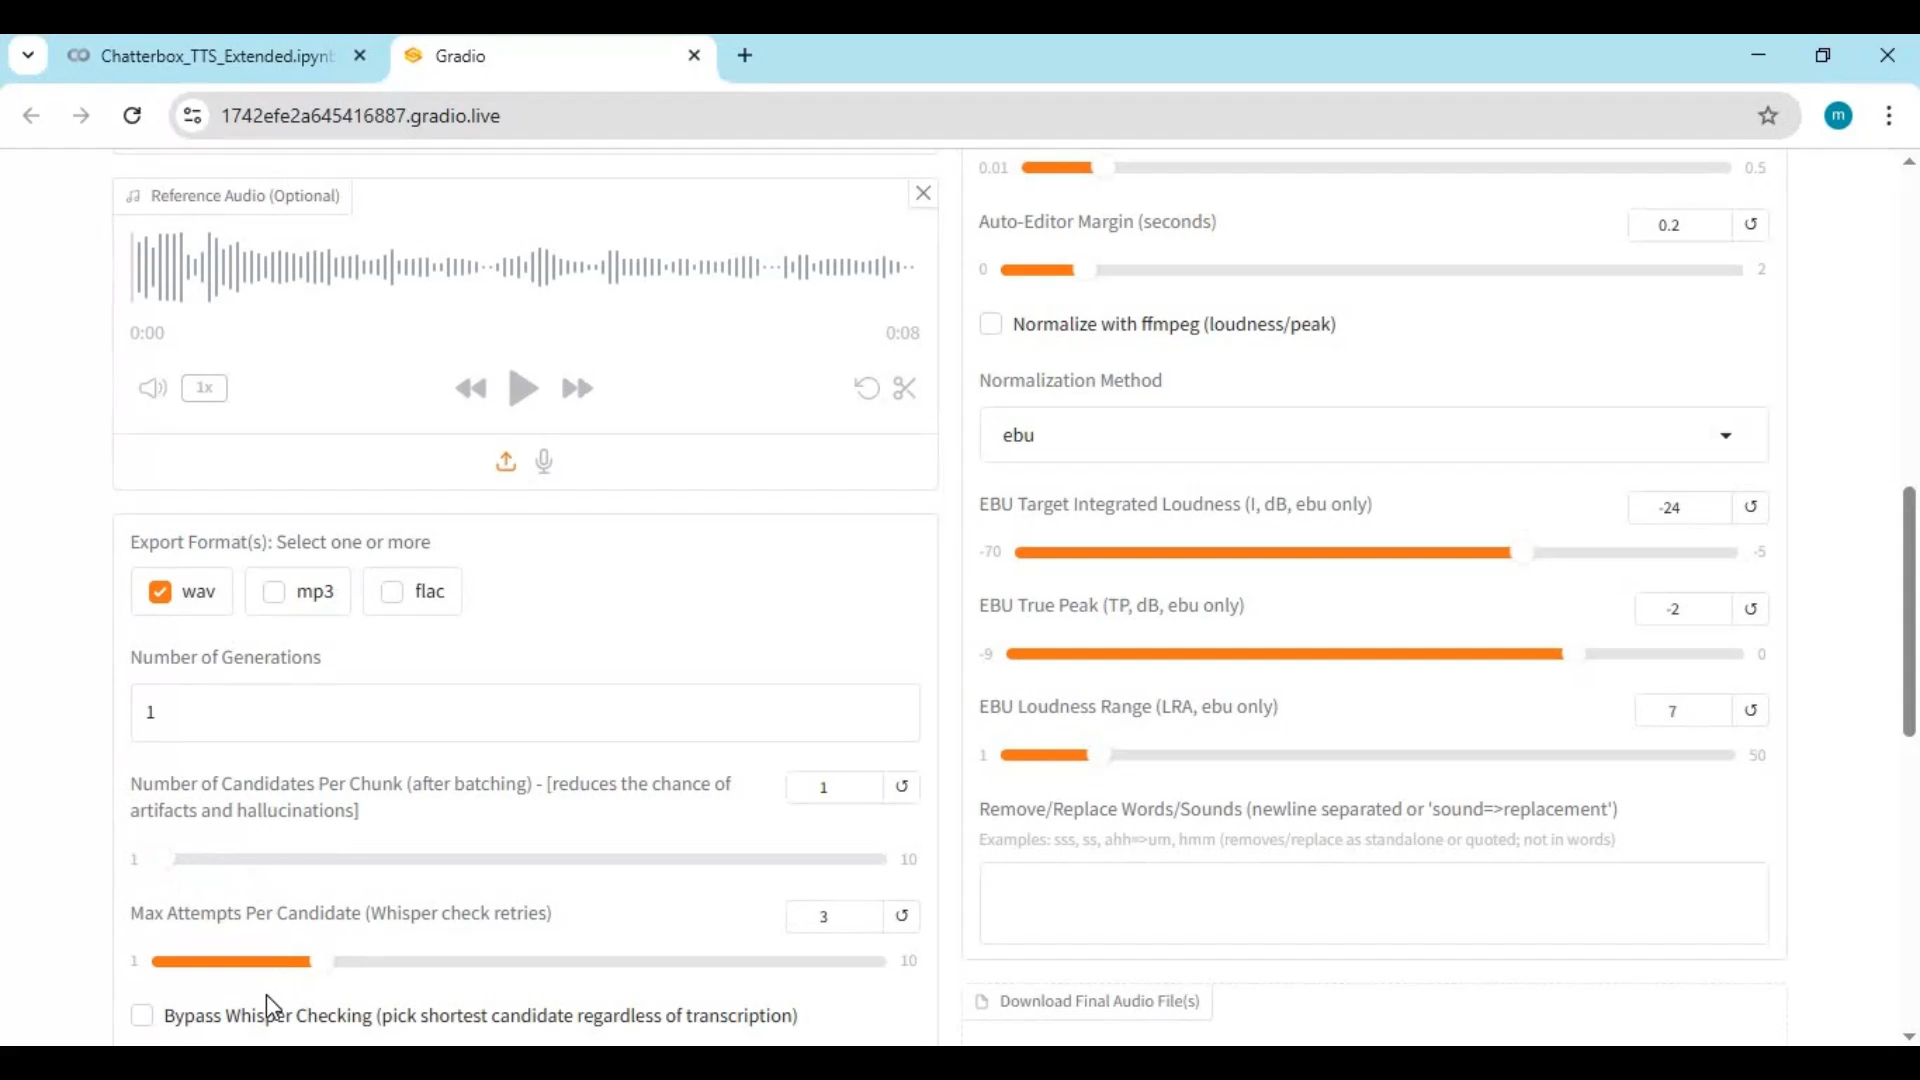 Chatterbox_TTS_Extended.ipynb
Gradio
1742efe2a645416887.gradio.live
m
Reference Audio (Optional)
0:00
0:08
1x
Export Format(s): Select one or more
wav
mp3
flac
Number of Generations
1
Number of Candidates Per Chunk (after batching) - [reduces the chance of
artifacts and hallucinations]
1
1
10
Max Attempts Per Candidate (Whisper check retries)
3
1
10
Bypass Whisper Checking (pick shortest candidate regardless of transcription)
0.01
0.5
Auto-Editor Margin (seconds)
0.2
0
2
Normalize with ffmpeg (loudness/peak)
Normalization Method
ebu
EBU Target Integrated Loudness (I, dB, ebu only)
-24
-70
-5
EBU True Peak (TP, dB, ebu only)
-2
-9
0
EBU Loudness Range (LRA, ebu only)
7
1
50
Remove/Replace Words/Sounds (newline separated or 'sound=>replacement')
Examples: sss, ss, ahh=>um, hmm (removes/replace as standalone or quoted; not in words)
Download Final Audio File(s)